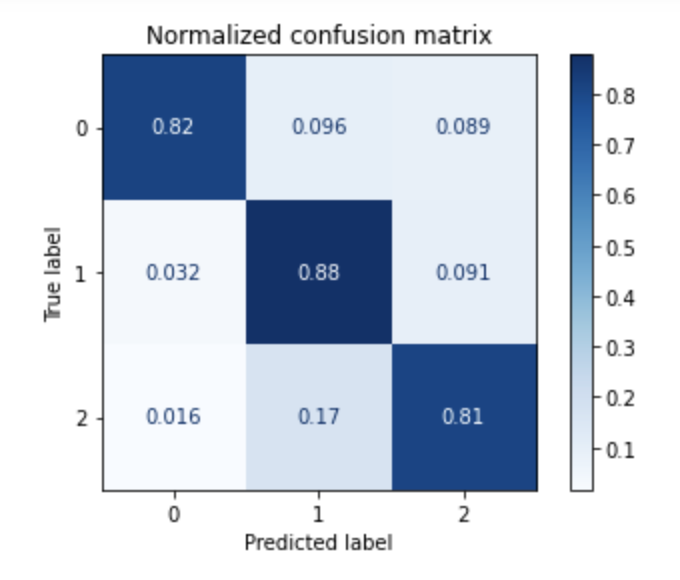 Normalized confusion matrix
0 0.82 0.096 0.089 0.8
0.7
0.6
True label
1 0.032 0.88 0.091 0.5
0.4
0.3
2 0.016 0.17 0.81 0.2
0.1
0 1 2
Predicted label